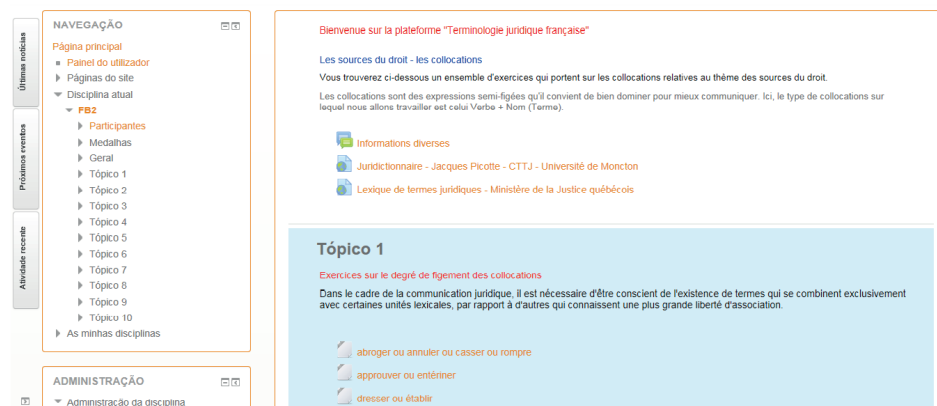 Últimas notícias
Próximos eventos
Atividade recente
NAVEGAÇÃO
Página principal
Painel do utilizador
Páginas do site
Disciplina atual
FB2
Participantes
Medalhas
Geral
Tópico 1
Tópico 2
Tópico 3
Tópico 4
Tópico 5
Tópico 6
Tópico 7
Tópico 8
Tópico 9
Tópico 10
As minhas disciplinas
ADMINISTRAÇÃO
Administração da disciplina
Bienvenue sur la plateforme "Terminologie juridique française"
Les sources du droit - les collocations
Vous trouverez ci-dessous un ensemble d'exercices qui portent sur les collocations relatives au thème des sources du droit.
Les collocations sont des expressions semi-figées qu'il convient de bien dominer pour mieux communiquer. Ici, le type de collocations sur
lequel nous allons travailler est celui Verbe + Nom (Terme).
Informations diverses
Juridictionnaire - Jacques Picotte - CTTJ - Université de Moncton
Lexique de termes juridiques - Ministère de la Justice québécois
Tópico 1
Exercices sur le degré de figement des collocations
Dans le cadre de la communication juridique, il est nécessaire d'être conscient de l'existence de termes qui se combinent exclusivement
avec certaines unités lexicales, par rapport à d'autres qui connaissent une plus grande liberté d'association.
abroger ou annuler ou casser ou rompre
approuver ou entériner
dresser ou établir